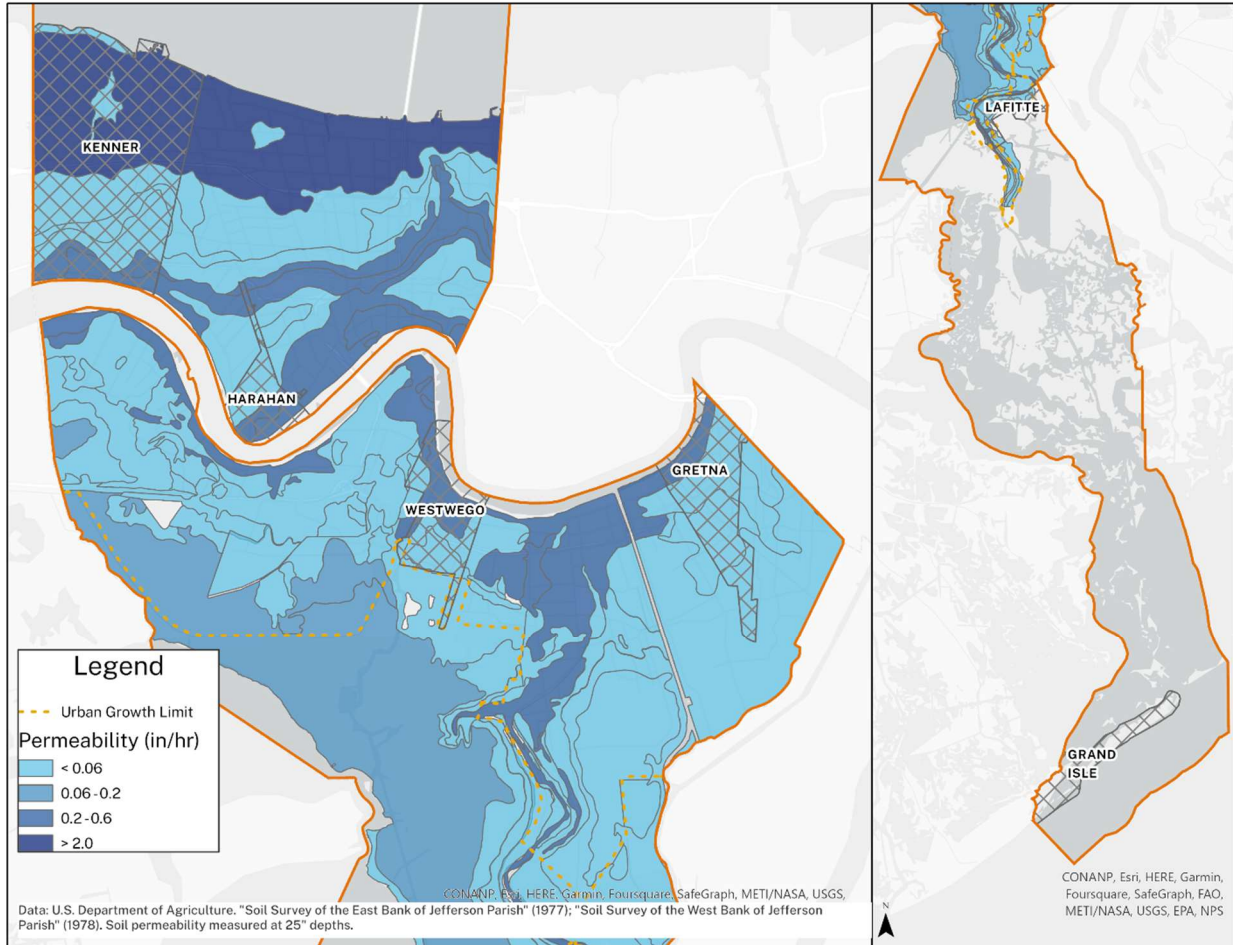 KENNER
HARAHAN
WESTWEGO
GRETNA
Legend
Urban Growth Limit
Permeability (in/hr)
< 0.06
0.06 - 0.2
0.2 - 0.6
> 2.0
CONANP, Esri, HERE, Garmin, Foursquare, SafeGraph, METI/NASA, USGS,
Data: U.S. Department of Agriculture. "Soil Survey of the East Bank of Jefferson Parish" (1977); "Soil Survey of the West Bank of Jefferson
Parish" (1978). Soil permeability measured at 25" depths.
LAFITTE
GRAND
ISLE
CONANP, Esri, HERE, Garmin,
Foursquare, SafeGraph, FAO,
METI/NASA, USGS, EPA, NPS
N